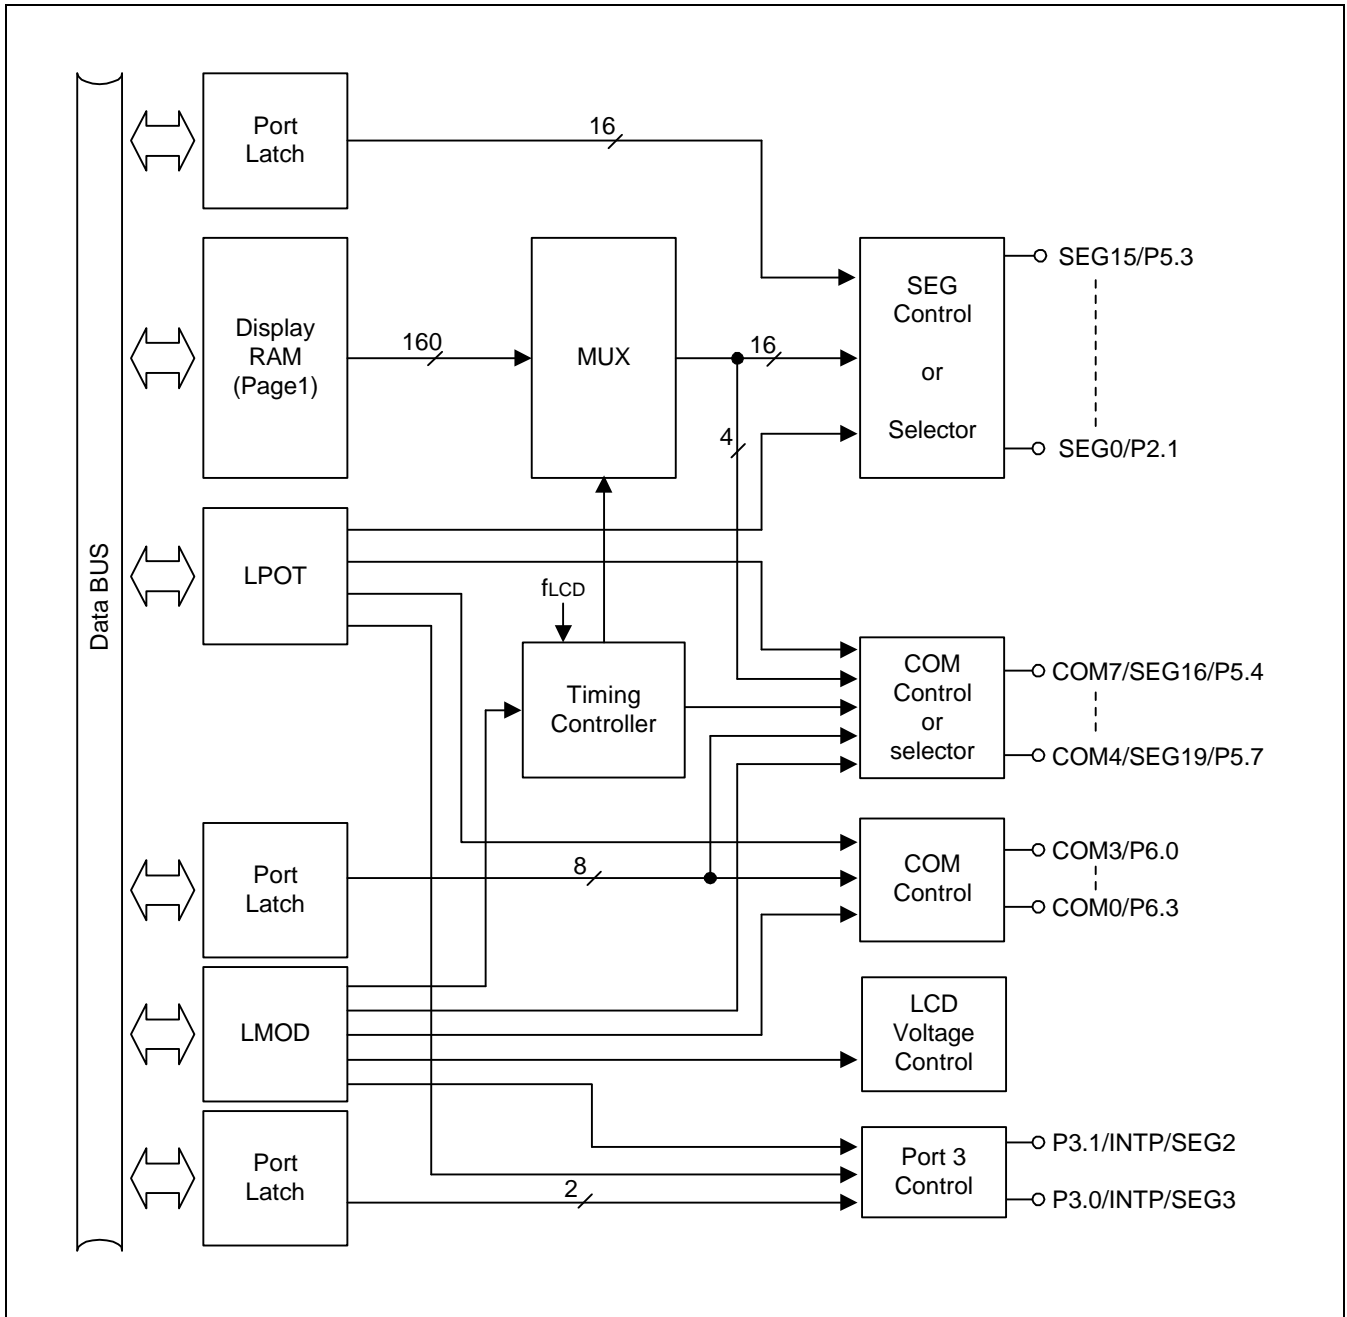 Data BUS
Port
Latch
16
Display
RAM
(Page1)
160
MUX
16
4
SEG
Control
or
Selector
SEG15/P5.3
SEG0/P2.1
LPOT
fLCD
Timing
Controller
COM
Control
or
selector
COM7/SEG16/P5.4
COM4/SEG19/P5.7
Port
Latch
8
COM
Control
COM3/P6.0
COM0/P6.3
LMOD
LCD
Voltage
Control
Port
Latch
2
Port 3
Control
P3.1/INTP/SEG2
P3.0/INTP/SEG3